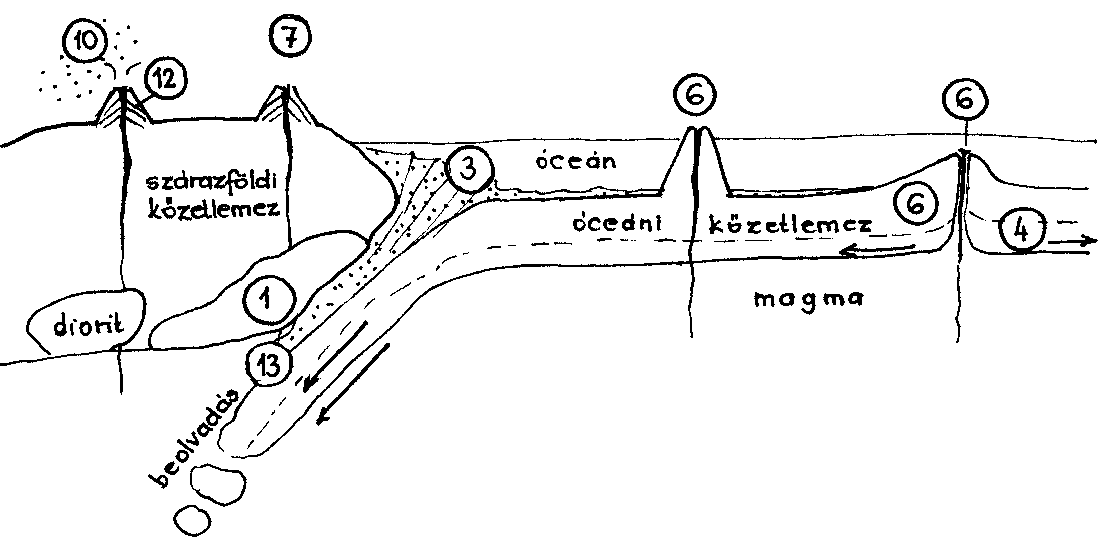 10
12
7
6
6
óceán
3
szárazföldi
kőzetlemez
óceáni kőzetlemez
6
4
magma
1
diorit
13
beolvadás